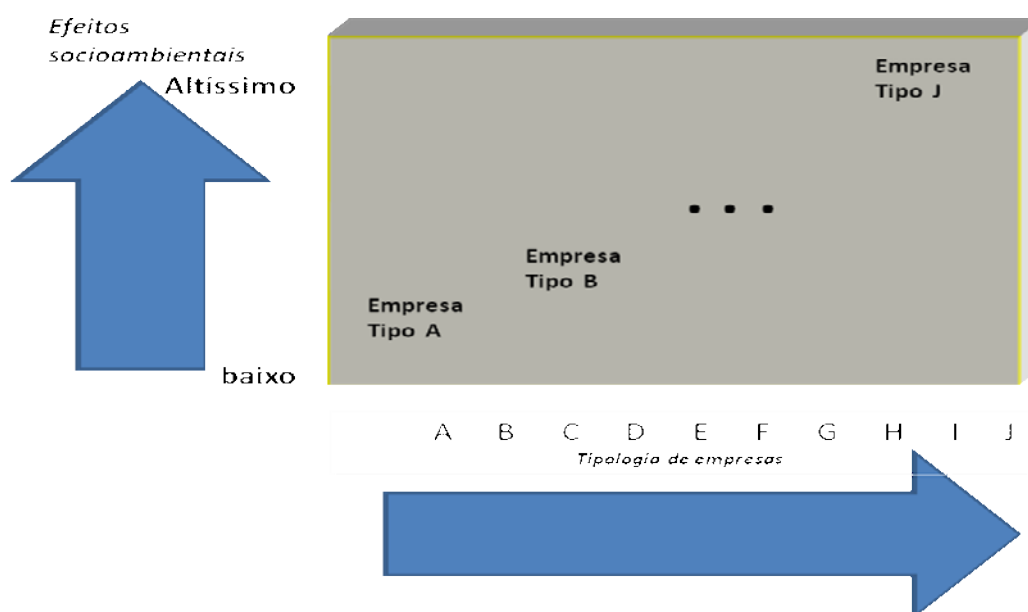 Efeitos
socioambientais
Altíssimo
Empresa
Tipo J
. . .
Empresa
Tipo B
Empresa
Tipo A
baixo
A B C D E F G H I J
Tipologia de empresas